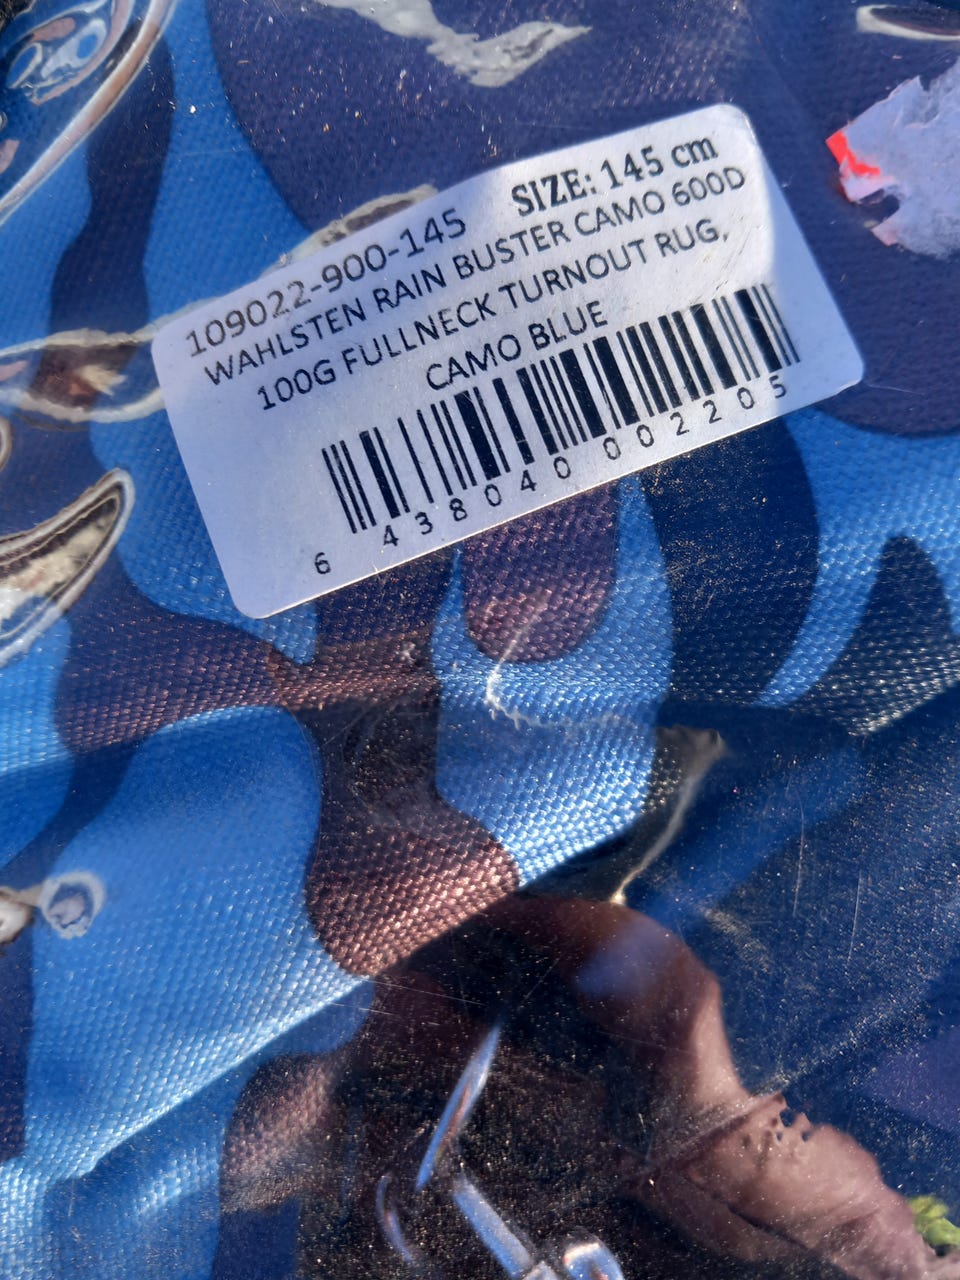 SIZE: 145 cm
109022-900-145
WAHLSTEN RAIN BUSTER CAMO 600D
100G FULLNECK TURNOUT RUG,
CAMO BLUE
6 438040 002205